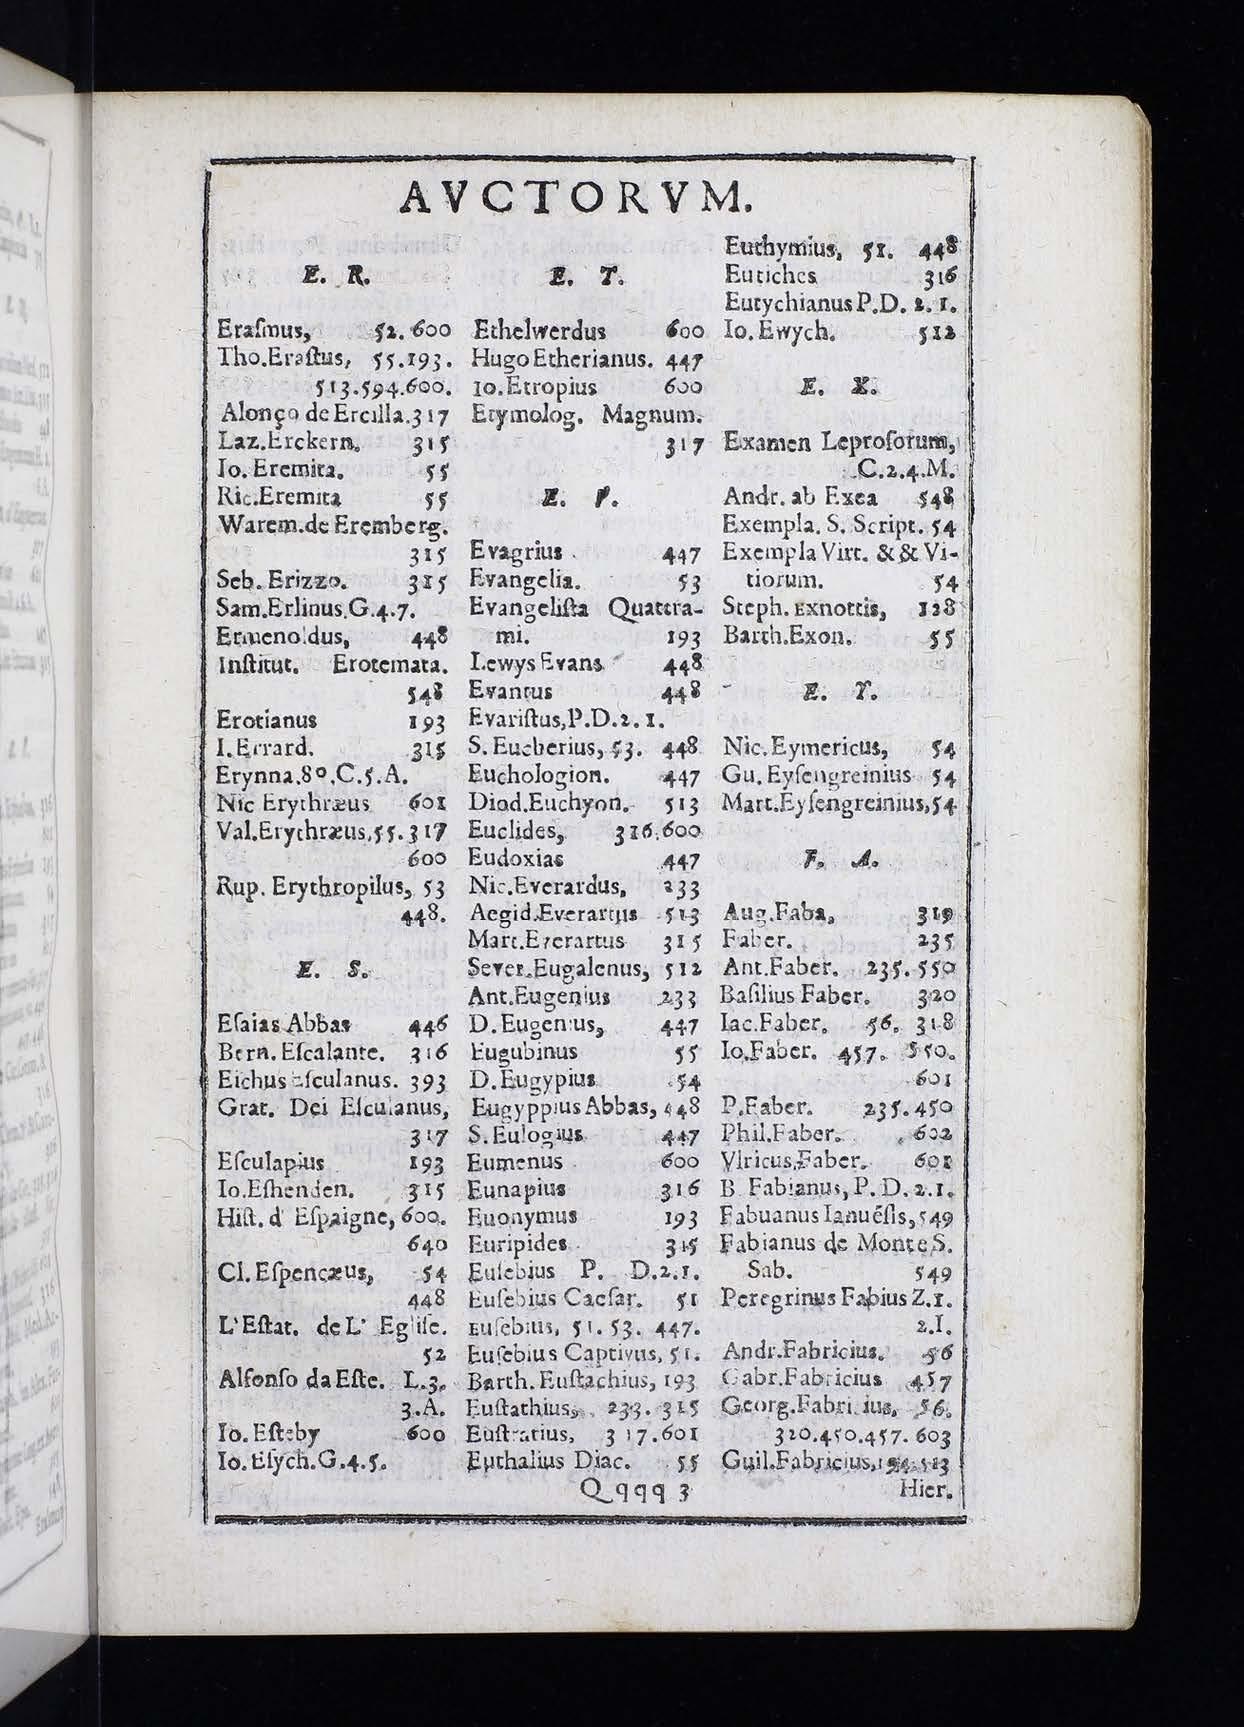 AVCTORVM.
E. R.
Eraſmus, 52. 600
Tho.Eraſtus, 55.193.
513.594.600.
Alonço de Ercilla.317
Laz.Erckern. 315
Io. Eremita. 55
Ric.Eremita 55
Warem.de Eremberg.
315
Seb. Erizzo. 315
Sam.Erlinus.G.4.7.
Ermenoldus, 448
Inſtitut. Erotemata.
548
Erotianus 193
I.Errard. 315
Erynna.8º.C.5.A.
Nic Erythræus 601
Val.Erythræus,55.317
600
Rup. Erythropilus, 53
448.
E. S.
Eſaias Abbas 446
Bern. Eſcalante. 316
Eichus Eſculanus. 393
Grat. Dei Eſculanus,
317
Eſculapius 193
Io.Eſhenden. 315
Hiſt. d' Eſpaigne, 600.
640
Cl. Eſpencæus, 54
448
L'Eſtat. de L' Egliſe.
52
Alfonſo da Eſte. L.3.
3.A.
Io. Eſteby 600
Io. Eſych.G.4.5.
E. T.
Ethelwerdus 600
Hugo Etherianus. 447
Io. Etropius 600
Etymolog. Magnum.
317
E. V.
Evagrius 447
Evangelia. 53
Evangeliſta Quattra-
mi. 193
Lewys Evans 448
Evantus 448
Evariſtus,P.D.2.1.
S. Eucherius, 53. 448
Euchologion. 447
Diod.Euchyon. 513
Euclides, 316.600
Eudoxias 447
Nic.Everardus, 233
Aegid.Everartus 513
Mart.Everartus 315
Sever.Eugalenus, 512
Ant.Eugenius 233
D. Eugenius, 447
Eugubinus 55
D. Eugypius 54
Eugyppius Abbas, 448
S. Eulogius 447
Eumenus 600
Eunapius 316
Euonymus 193
Euripides 315
Euſebius P. D.2.1.
Euſebius Caeſar. 51
Euſebius, 51. 53. 447.
Euſebius Captivus, 51.
Barth. Euſtachius, 193
Euſtathius, 233. 315
Euſtratius, 317.601
Euthalius Diac. 55
Euthymius, 51. 448
Eutiches 316
Eutychianus P.D. 2. 1.
Io. Ewych. 512
E. X.
Examen Leproſorum,
C.2.4.M.
Andr. ab Exea 548
Exempla. S. Script. 54
Exempla Virt. && Vi-
tiorum. 54
Steph. Exnottis, 128
Barth.Exon. 55
E. Y.
Nic. Eymericus, 54
Gu. Eyſengreinius 54
Mart.Eyſengreinius,54
F. A.
Aug.Faba, 319
Faber. 235
Ant.Faber. 235.550
Baſilius Faber. 320
Iac.Faber. 56. 318
Io.Faber. 457. 550.
601
P.Faber. 235.450
Phil.Faber. 602
Vlricus Faber. 601
B Fabianus, P. D. 2.1.
Fabuanus Ianuéſis,549
Fabianus de Monte S.
Sab. 549
Peregrinus Fabius Z.1.
2.I.
Andr.Fabricius. 56
Gabr.Fabricius 457
Georg.Fabricius, 56.
320.450.457. 603
Guil.Fabricius,194.513
Qqqq 3 Hier.